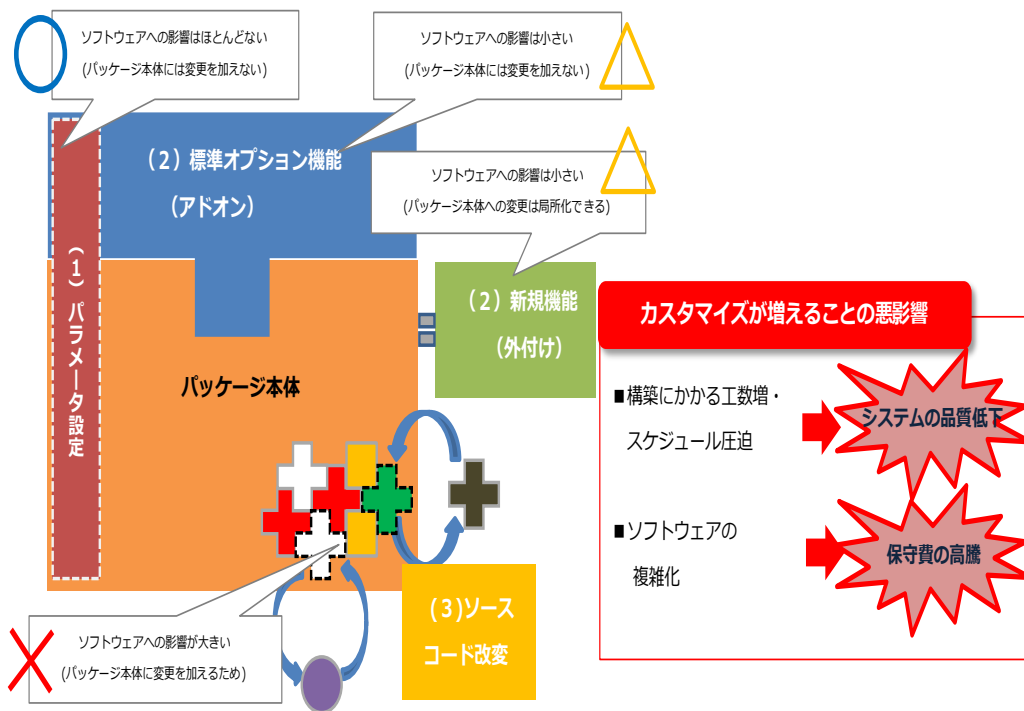 ソフトウェアへの影響はほとんどない
(パッケージ本体には変更を加えない)
ソフトウェアへの影響は小さい
(パッケージ本体には変更を加えない)
(2) 標準オプション機能
(アドオン)
ソフトウェアへの影響は小さい
(パッケージ本体への変更は局所化できる)
(1) パラメータ設定
(2) 新規機能
(外付け)
パッケージ本体
カスタマイズが増えることの悪影響
■構築にかかる工数増・
スケジュール圧迫
システムの品質低下
■ソフトウェアの
複雑化
保守費の高騰
(3)ソース
コード改変
ソフトウェアへの影響が大きい
(パッケージ本体に変更を加えるため)